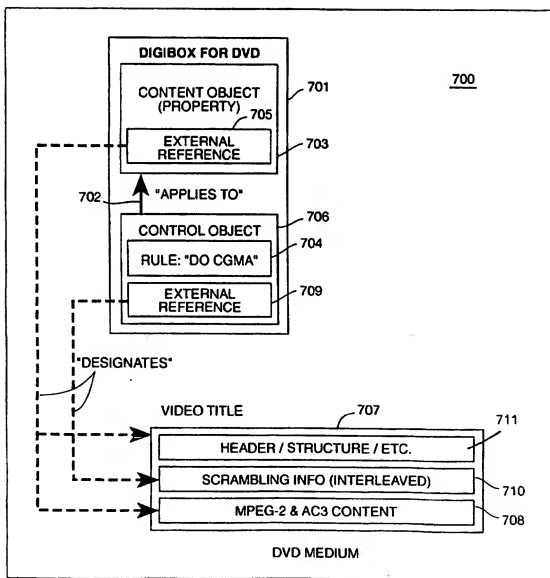 DIGIBOX FOR DVD
700
CONTENT OBJECT
(PROPERTY)
701
705
EXTERNAL
REFERENCE
703
702
"APPLIES TO"
706
CONTROL OBJECT
704
RULE: "DO CGMA"
EXTERNAL
REFERENCE
709
"DESIGNATES"
VIDEO TITLE
707
711
HEADER / STRUCTURE / ETC.
SCRAMBLING INFO (INTERLEAVED)
710
MPEG-2 & AC3 CONTENT
708
DVD MEDIUM